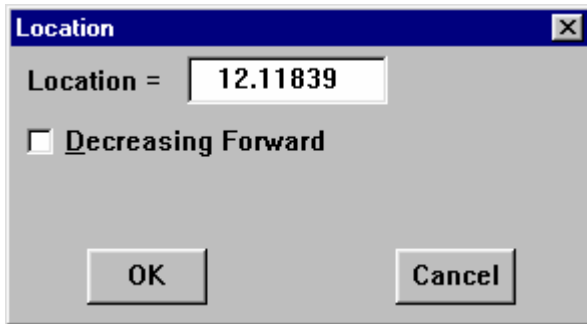 Location
Location = 12.11839
Decreasing Forward
OK Cancel